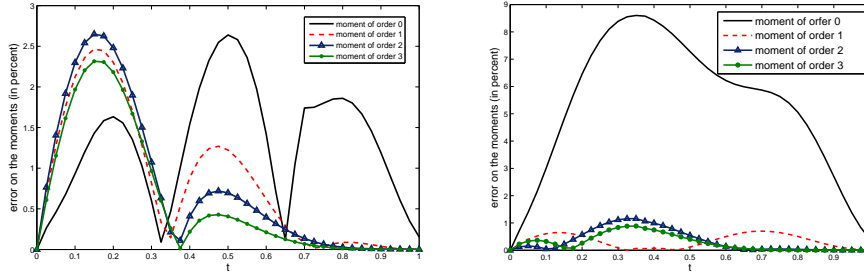 error on the moments (in percent)
3
2.5
2
1.5
1
0.5
0
0 0.1 0.2 0.3 0.4 0.5 0.6 0.7 0.8 0.9 1
t
moment of order 0
moment of order 1
moment of order 2
moment of order 3
error on the moments (in percent)
9
8
7
6
5
4
3
2
1
0
0 0.1 0.2 0.3 0.4 0.5 0.6 0.7 0.8 0.9 1
t
moment of orfer 0
moment of order 1
moment of order 2
moment of order 3